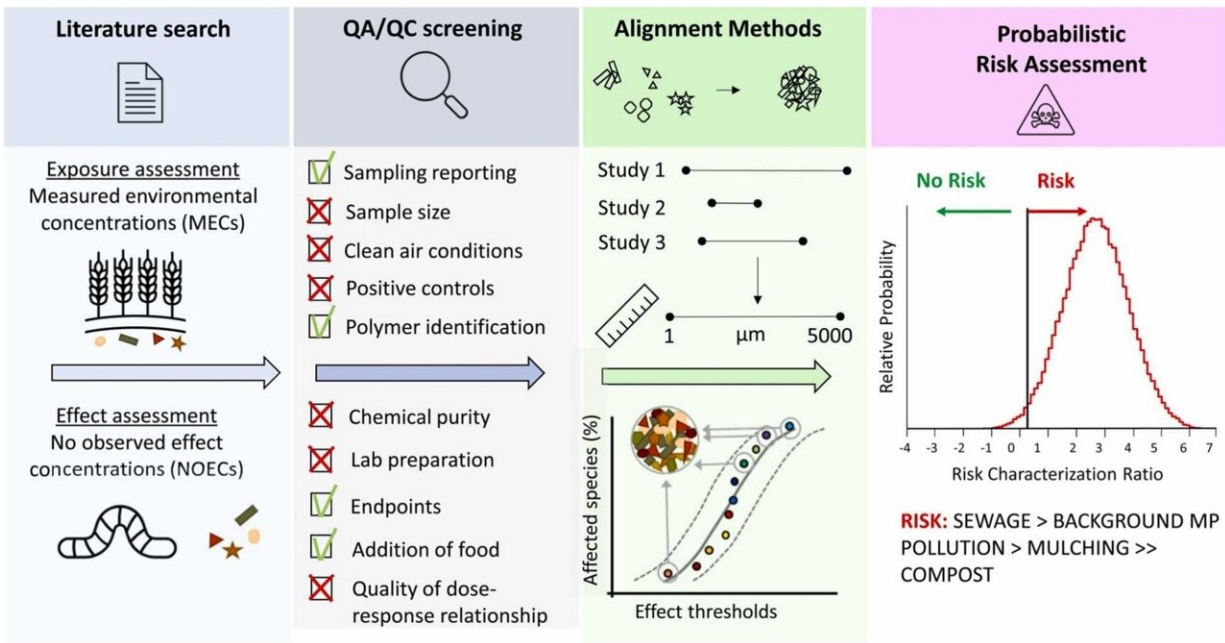 Literature search
Exposure assessment
Measured environmental
concentrations (MECs)
Effect assessment
No observed effect
concentrations (NOECs)
QA/QC screening
Sampling reporting
Sample size
Clean air conditions
Positive controls
Polymer identification
Chemical purity
Lab preparation
Endpoints
Addition of food
Quality of dose-
response relationship
Alignment Methods
Study 1
Study 2
Study 3
1 µm 5000
Affected species (%)
Effect thresholds
Probabilistic
Risk Assessment
No Risk Risk
Relative Probability
-4 -3 -2 -1 0 1 2 3 4 5 6 7
Risk Characterization Ratio
RISK: SEWAGE > BACKGROUND MP
POLLUTION > MULCHING >>
COMPOST